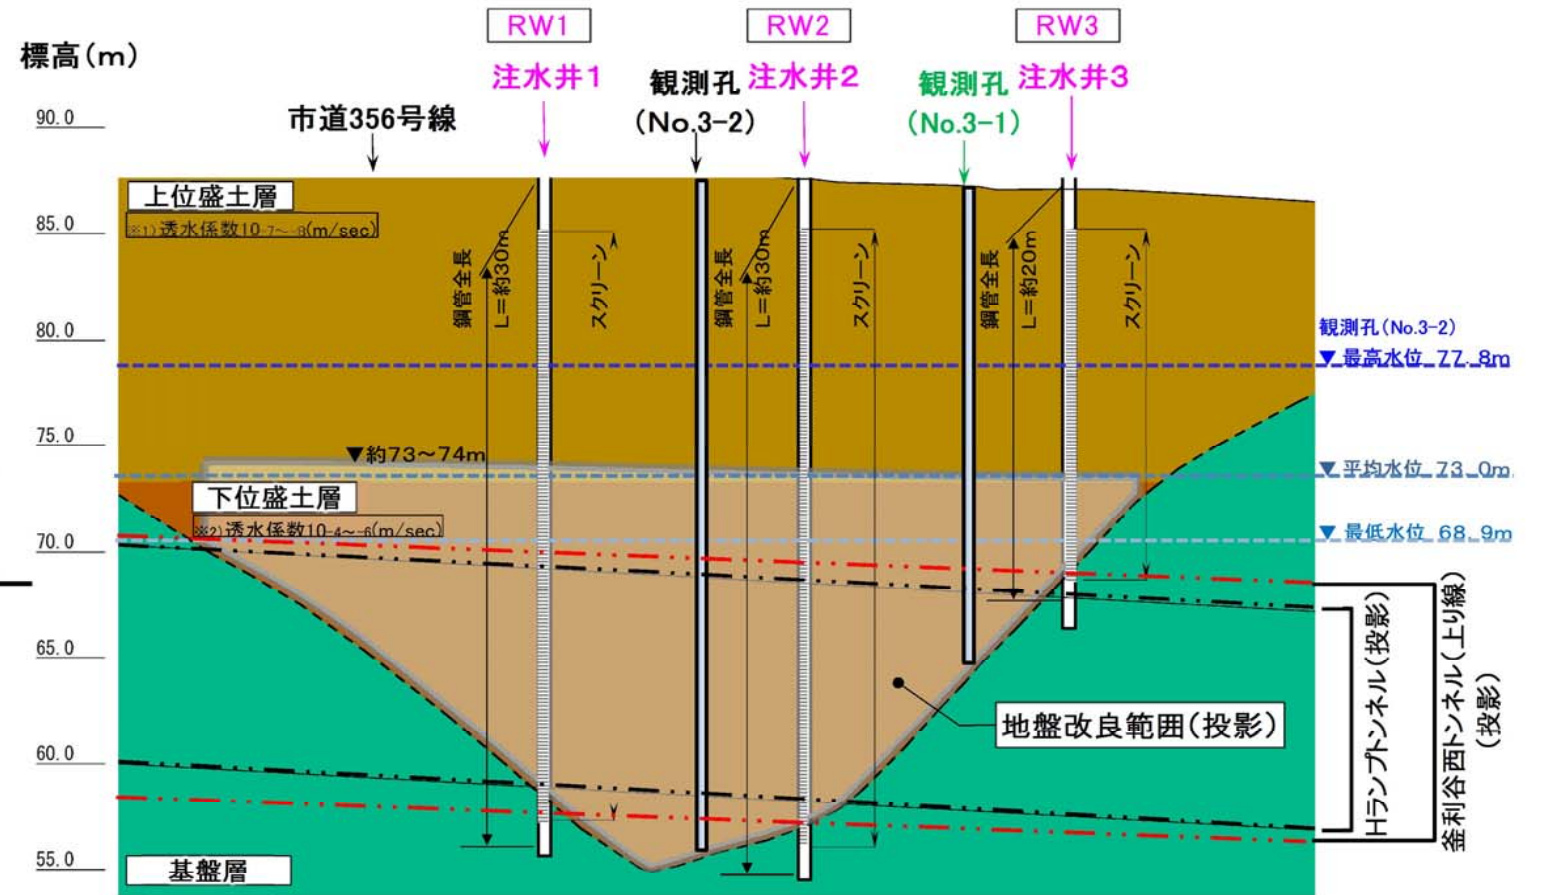 RW1
RW2
RW3
標高(m)
注水井1
観測孔
(No.3-2)
注水井2
観測孔
(No.3-1)
注水井3
市道356号線
90.0
上位盛土層
※1)透水係数10-7~-8(m/sec)
85.0
鋼管全長
L=約30m
スクリーン
鋼管全長
L=約30m
スクリーン
鋼管全長
L=約20m
スクリーン
80.0
観測孔(No.3-2)
▼最高水位 77.8m
75.0
▼約73~74m
▼平均水位 73.0m
下位盛土層
※2)透水係数10-4~-6(m/sec)
70.0
▼最低水位 68.9m
65.0
地盤改良範囲(投影)
60.0
Hランプトンネル(投影)
釜利谷西トンネル(上り線)
(投影)
55.0
基盤層